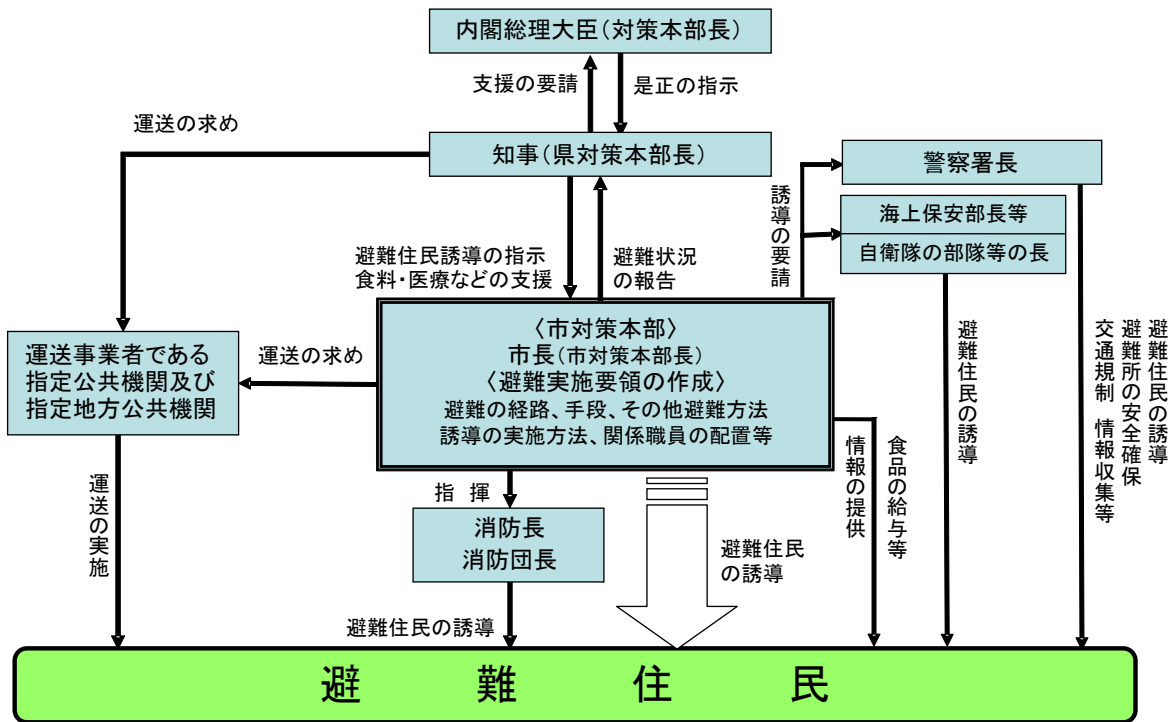 内閣総理大臣（対策本部長）
支援の要請
是正の指示
運送の求め
知事（県対策本部長）
警察署長
誘導の要請
海上保安部長等
自衛隊の部隊等の長
避難住民誘導の指示
食料・医療などの支援
避難状況
の報告
〈市対策本部〉
市長（市対策本部長）
〈避難実施要領の作成〉
避難の経路、手段、その他避難方法
誘導の実施方法、関係職員の配置等
運送の求め
運送事業者である
指定公共機関及び
指定地方公共機関
避難住民の誘導
避難住民の誘導
避難所の安全確保
交通規制　情報収集等
指　揮
消防長
消防団長
食品の給与等
情報の提供
避難住民
の誘導
運送の実施
避難住民の誘導
避　難　住　民